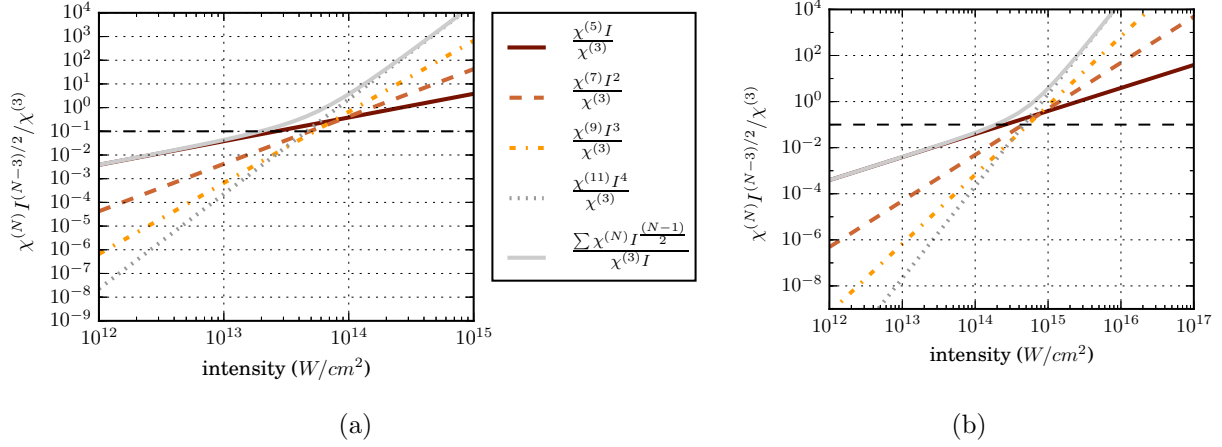 10^4
10^3
10^2
10^1
10^0
10^-1
10^-2
10^-3
10^-4
10^-5
10^-6
10^-7
10^-8
10^-9
χ^(N) I^(N−3)/2/χ^(3)
10^12 10^13 10^14 10^15
intensity (W/cm^2)
(a)
χ^(5)I
χ^(3)
χ^(7)I^2
χ^(3)
χ^(9)I^3
χ^(3)
χ^(11)I^4
χ^(3)
∑ χ^(N) I^(N−1)/2
χ^(3)I
10^4
10^2
10^0
10^-2
10^-4
10^-6
10^-8
χ^(N) I^(N−3)/2/χ^(3)
10^12 10^13 10^14 10^15 10^16 10^17
intensity (W/cm^2)
(b)